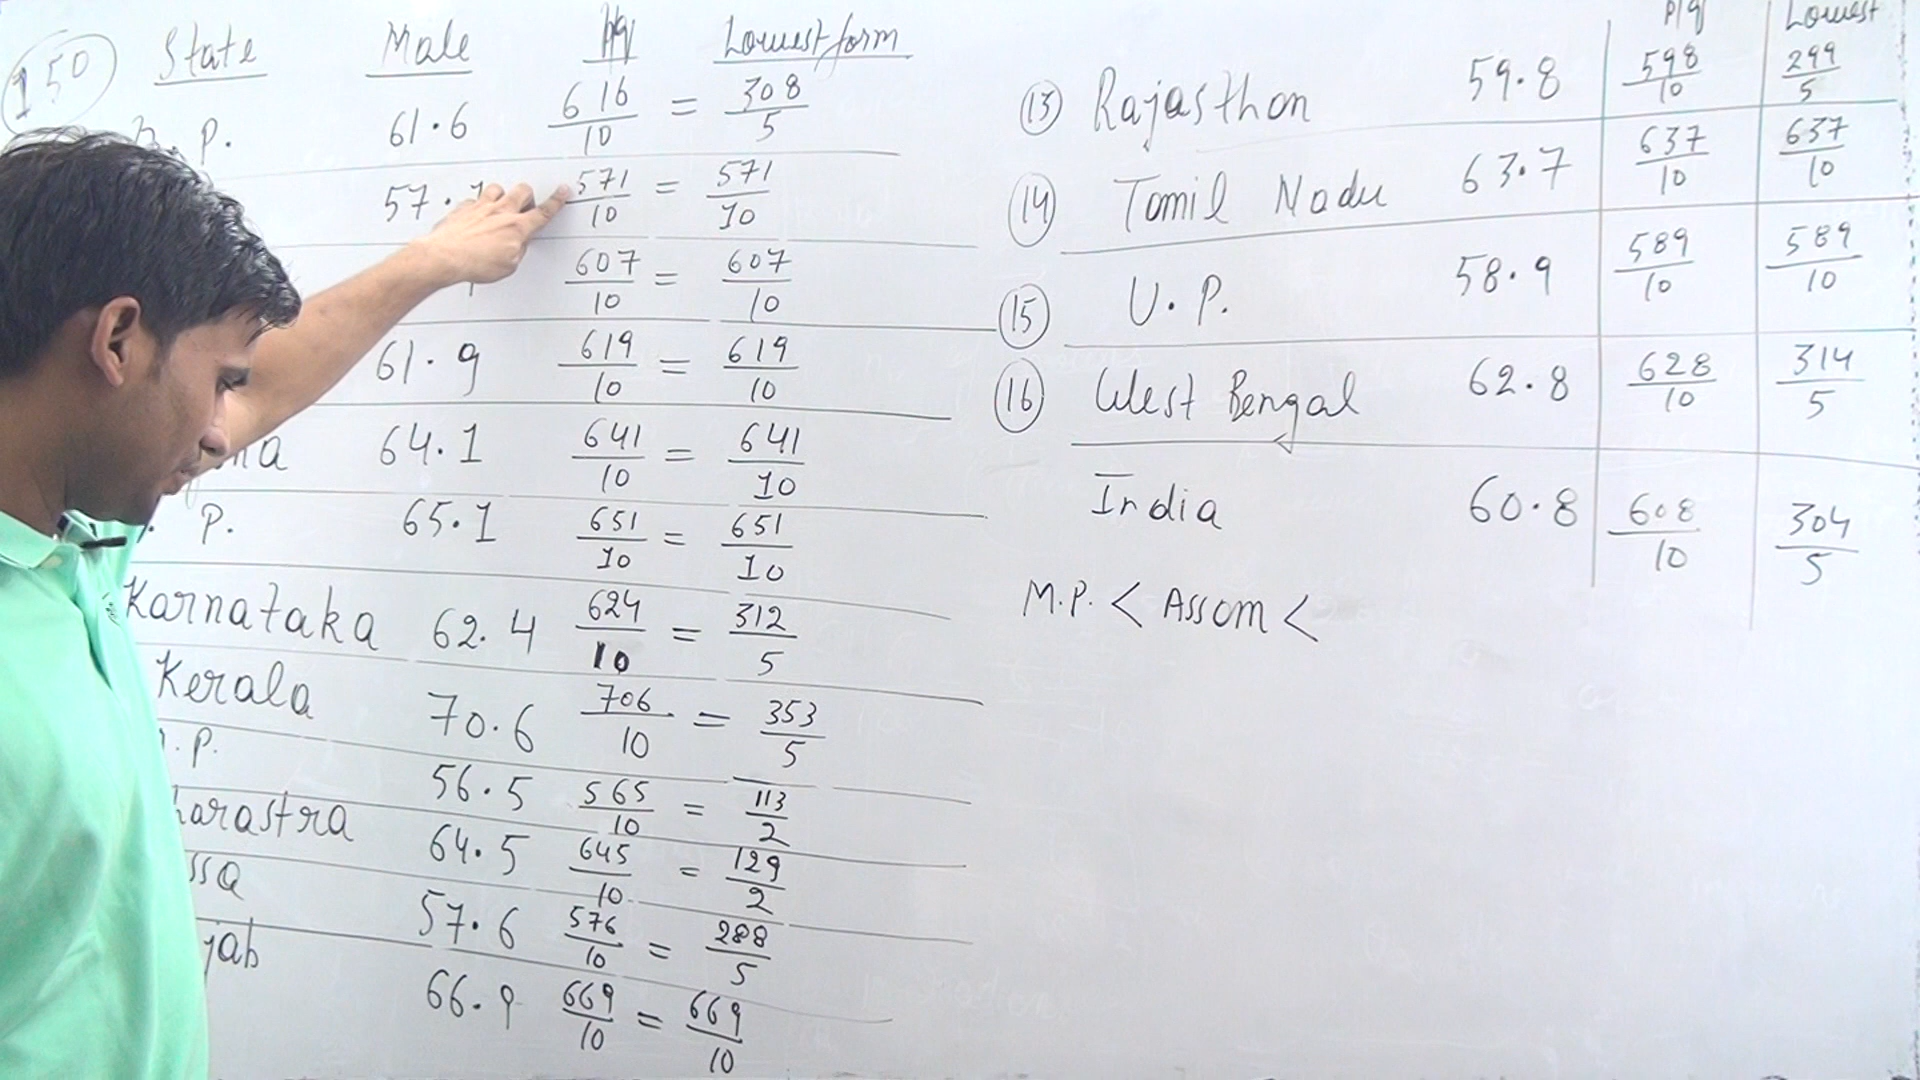 150 State Male p/q Lowest form
P. 61.6 616/10 = 308/5
57. 571/10 = 571/10
607/10 = 607/10
61.9 619/10 = 619/10
na 64.1 641/10 = 641/10
P. 65.1 651/10 = 651/10
Karnataka 62.4 624/10 = 312/5
Kerala 70.6 706/10 = 353/5
.P. 56.5 565/10 = 113/2
harastra 64.5 645/10 = 129/2
ssa 57.6 576/10 = 288/5
jab 66.9 669/10 = 669/10
p/q Lowest
(13) Rajasthan 59.8 598/10 299/5
(14) Tamil Nadu 63.7 637/10 637/10
(15) U.P. 58.9 589/10 589/10
(16) West Bengal 62.8 628/10 314/5
India 60.8 608/10 304/5
M.P. < Assam <